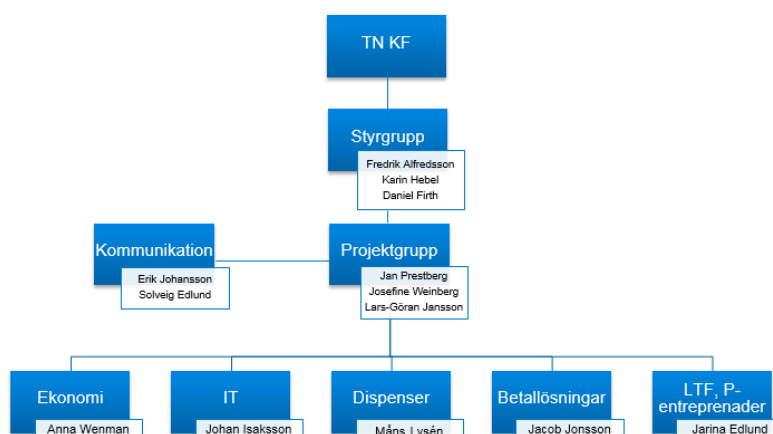 TN KF
Styrgrupp
Fredrik Alfredsson
Karin Hebel
Daniel Firth
Kommunikation
Erik Johansson
Solveig Edlund
Projektgrupp
Jan Prestberg
Josefine Weinberg
Lars-Göran Jansson
Ekonomi
Anna Wenman
IT
Johan Isaksson
Dispenser
Måns Lysén
Betallösningar
Jacob Jonsson
LTF, P-
entreprenader
Jarina Edlund